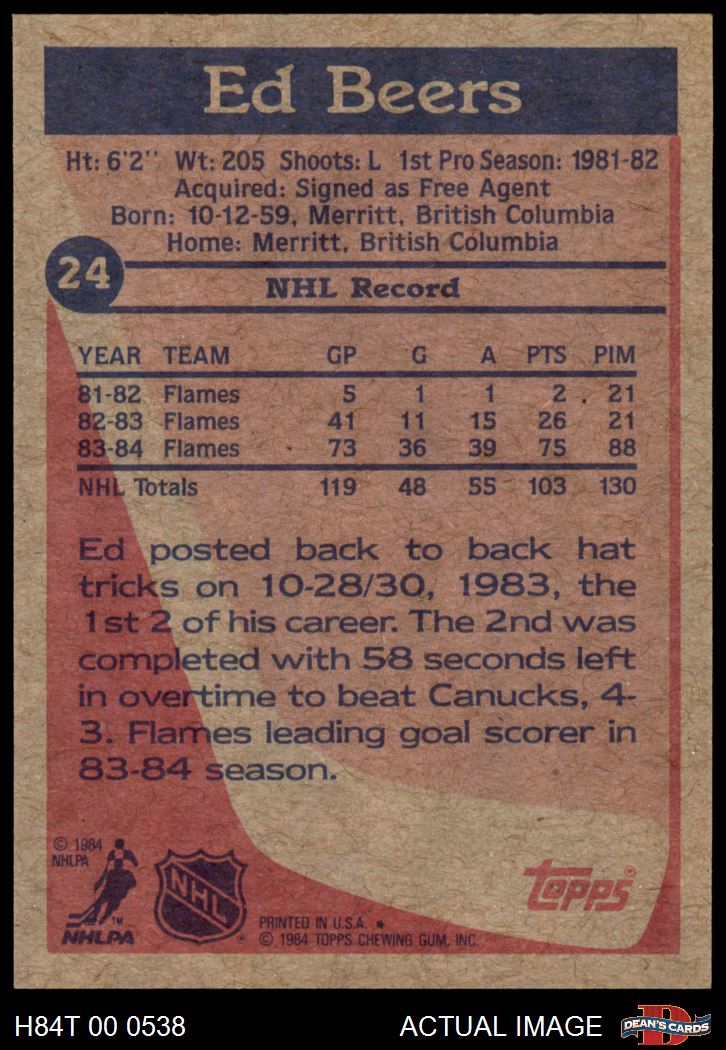 Ed Beers
Ht: 6'2" Wt: 205 Shoots: L 1st Pro Season: 1981-82
Acquired: Signed as Free Agent
Born: 10-12-59, Merritt, British Columbia
Home: Merritt, British Columbia
24
NHL Record
YEAR TEAM GP G A PTS PIM
81-82 Flames 5 1 1 2 21
82-83 Flames 41 11 15 26 21
83-84 Flames 73 36 39 75 88
NHL Totals 119 48 55 103 130
Ed posted back to back hat
tricks on 10-28/30, 1983, the
1st 2 of his career. The 2nd was
completed with 58 seconds left
in overtime to beat Canucks, 4-
3. Flames leading goal scorer in
83-84 season.
© 1984
NHLPA
™
NHLPA
NHL
®
PRINTED IN U.S.A. *
© 1984 TOPPS CHEWING GUM, INC.
topps®
H84T 00 0538
ACTUAL IMAGE
D
DEAN'S CARDS